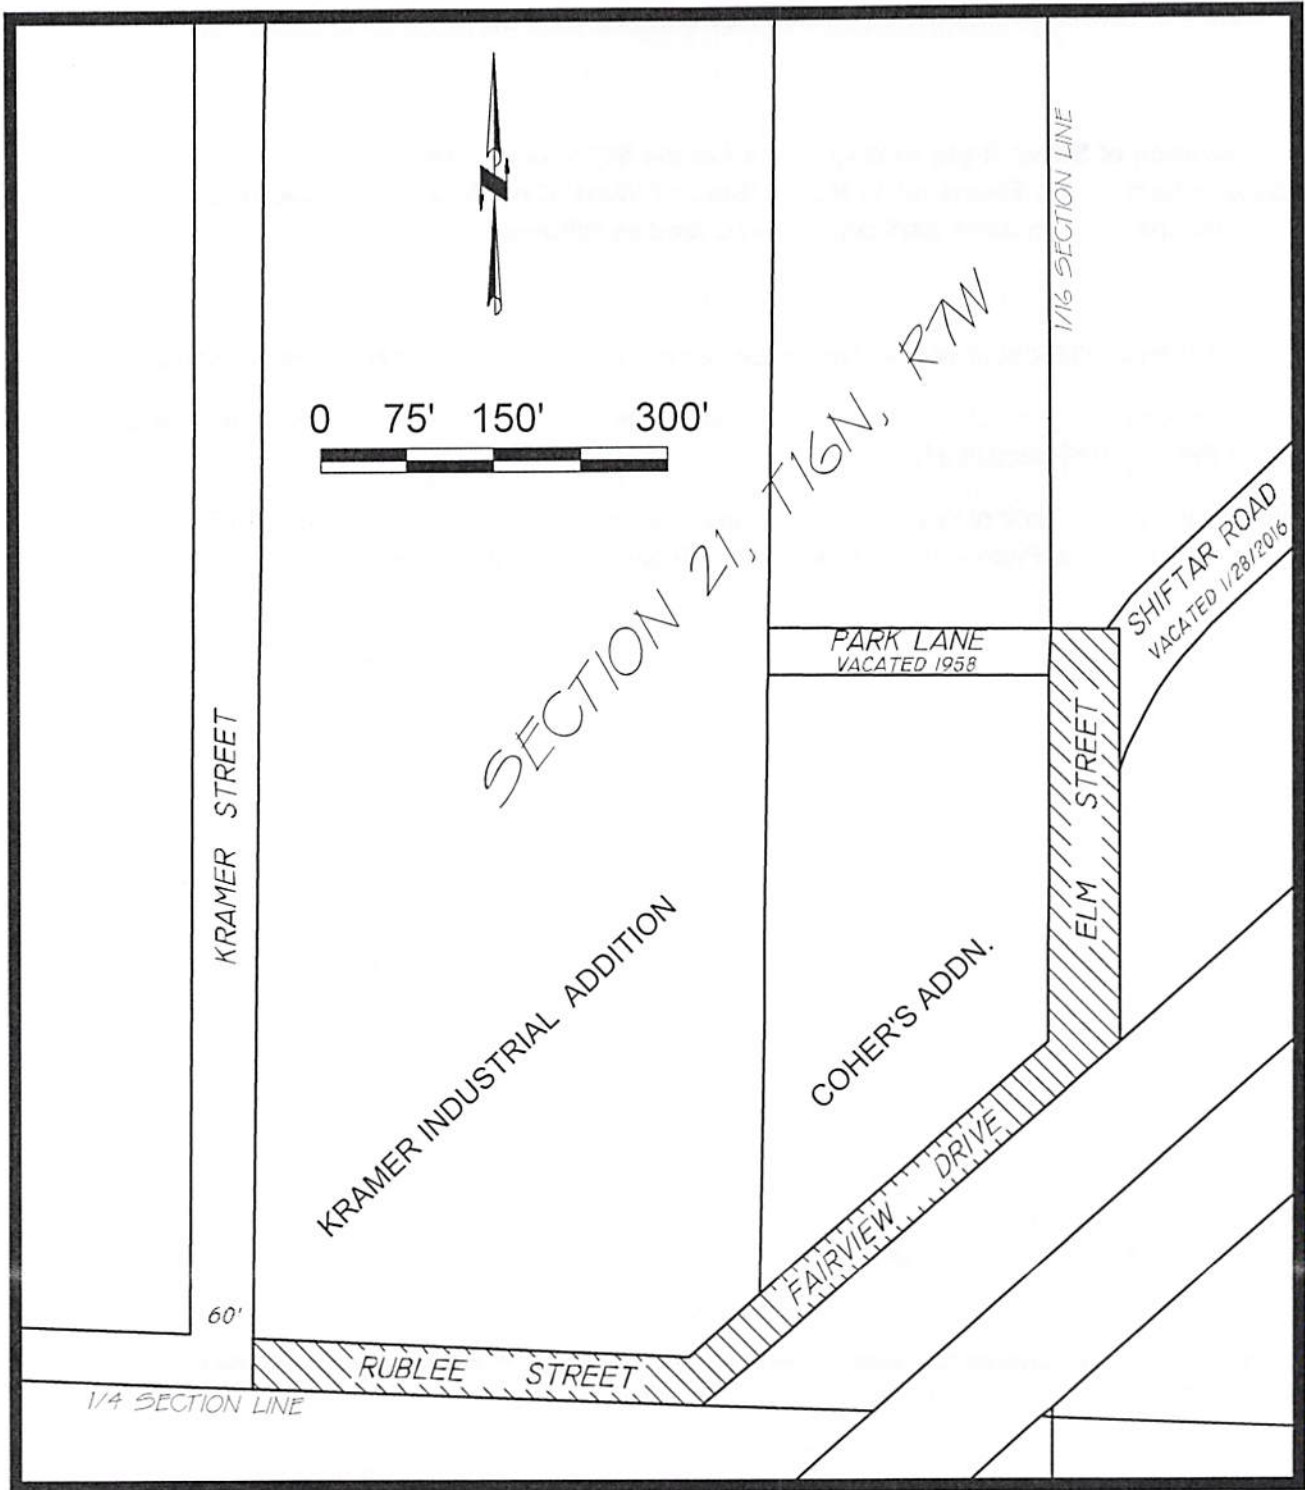 N
1/16 SECTION LINE
0 75' 150' 300'
SECTION 21, T16N, R7W
SHIFTAR ROAD
VACATED 1/28/2016
PARK LANE
VACATED 1958
KRAMER STREET
ELM STREET
KRAMER INDUSTRIAL ADDITION
COHER'S ADDN.
FAIRVIEW DRIVE
60'
RUBLEE STREET
1/4 SECTION LINE